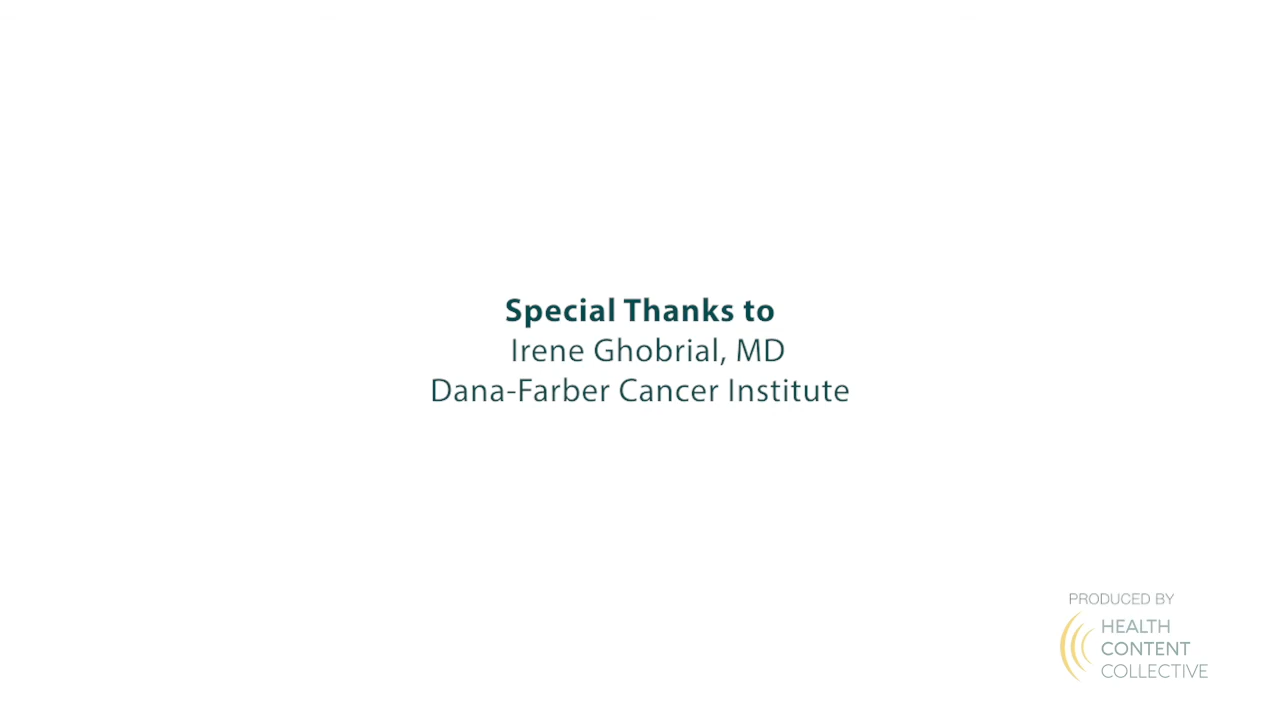 Special Thanks to
Irene Ghobrial, MD
Dana-Farber Cancer Institute
PRODUCED BY
HEALTH
CONTENT
COLLECTIVE